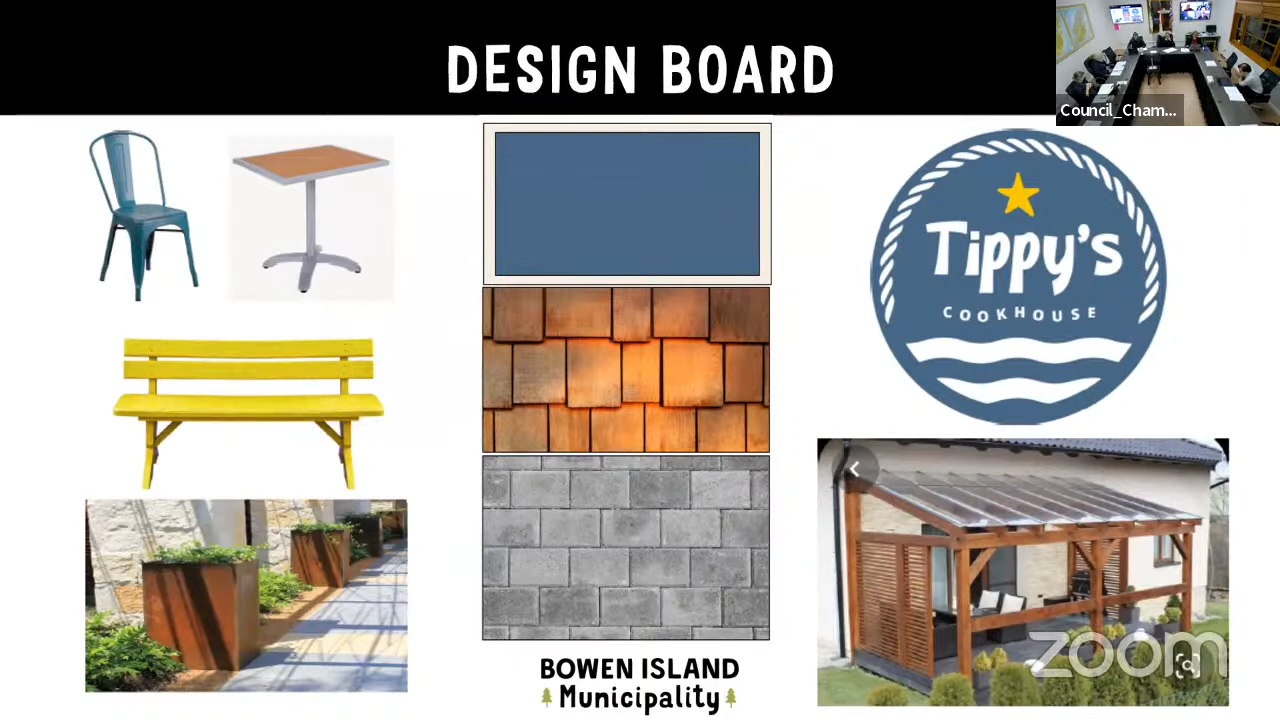 DESIGN BOARD
Council_Cham...
Tippy's
COOKHOUSE
BOWEN ISLAND
Municipality
zoom